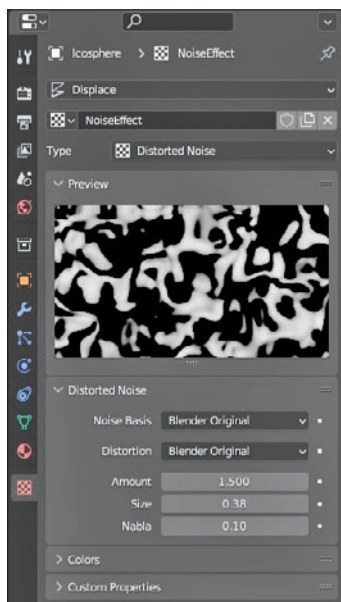 Icosphere > NoiseEffect
Displace
NoiseEffect
Type Distorted Noise
Preview
Distorted Noise
Noise Basis Blender Original
Distortion Blender Original
Amount 1.500
Size 0.38
Nabla 0.10
Colors
Custom Properties